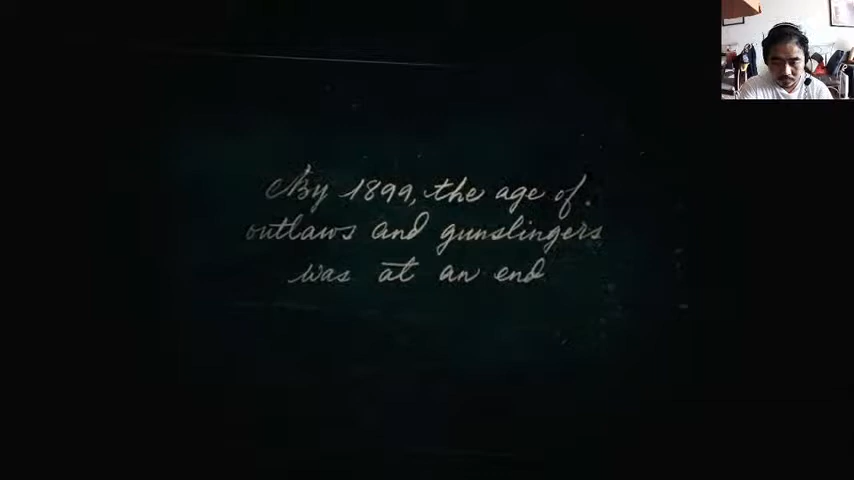 By 1899, the age of
outlaws and gunslingers
was at an end